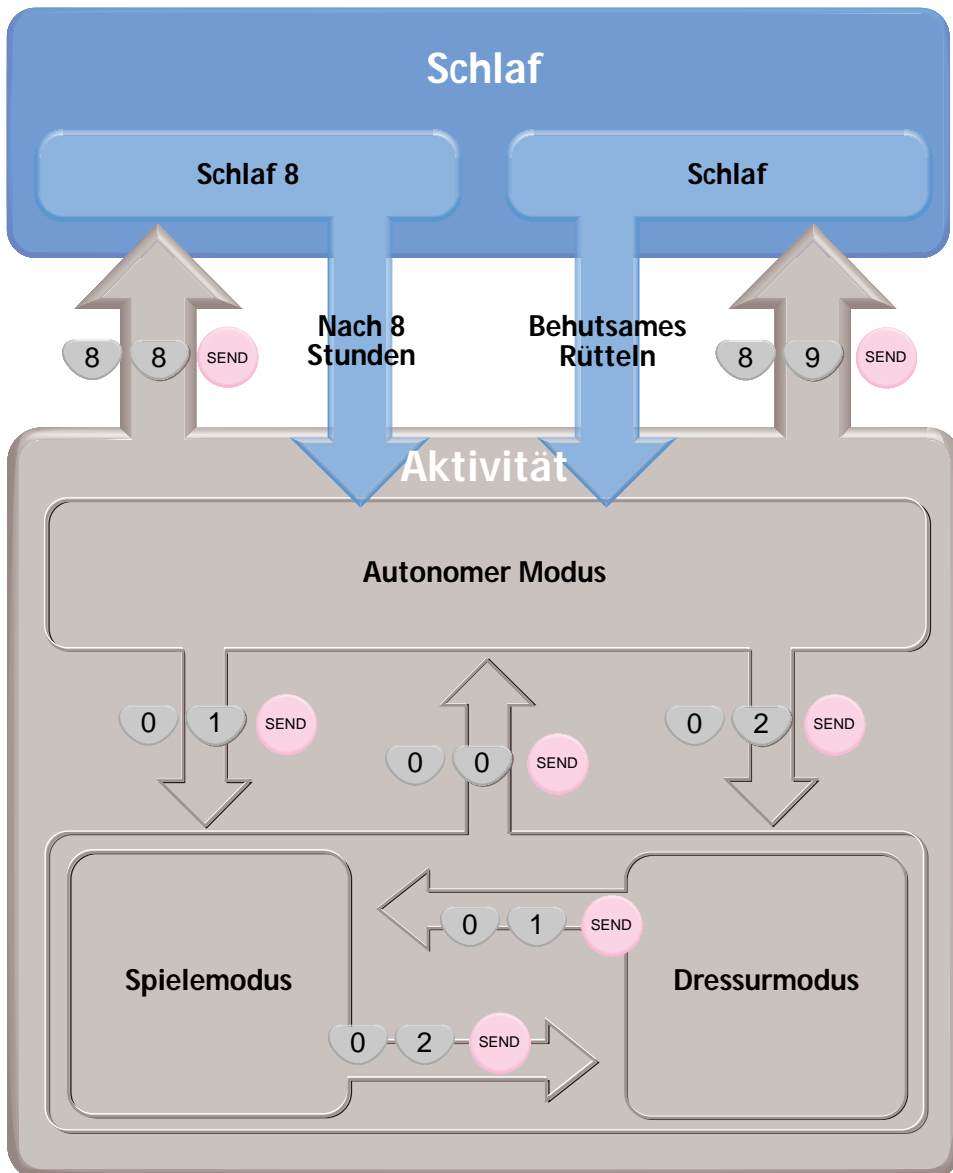 Schlaf
Schlaf 8
Schlaf
Nach 8
Stunden
Behutsames
Rütteln
8 8 SEND
8 9 SEND
Aktivität
Autonomer Modus
0 1 SEND
0 0 SEND
0 2 SEND
0 1 SEND
Spielemodus
Dressurmodus
0 2 SEND